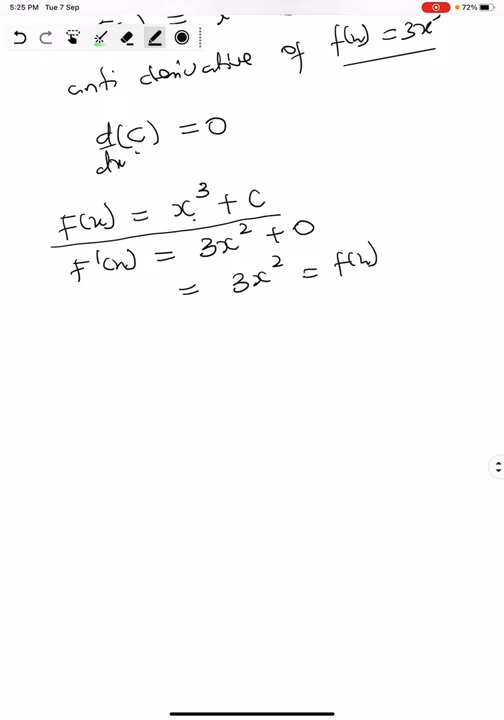 5:25 PM Tue 7 Sep 72%
anti derivative of f(x) = 3x²
d/dx (C) = 0
F(x) = x³ + C
F'(x) = 3x² + 0
= 3x² = f(x)